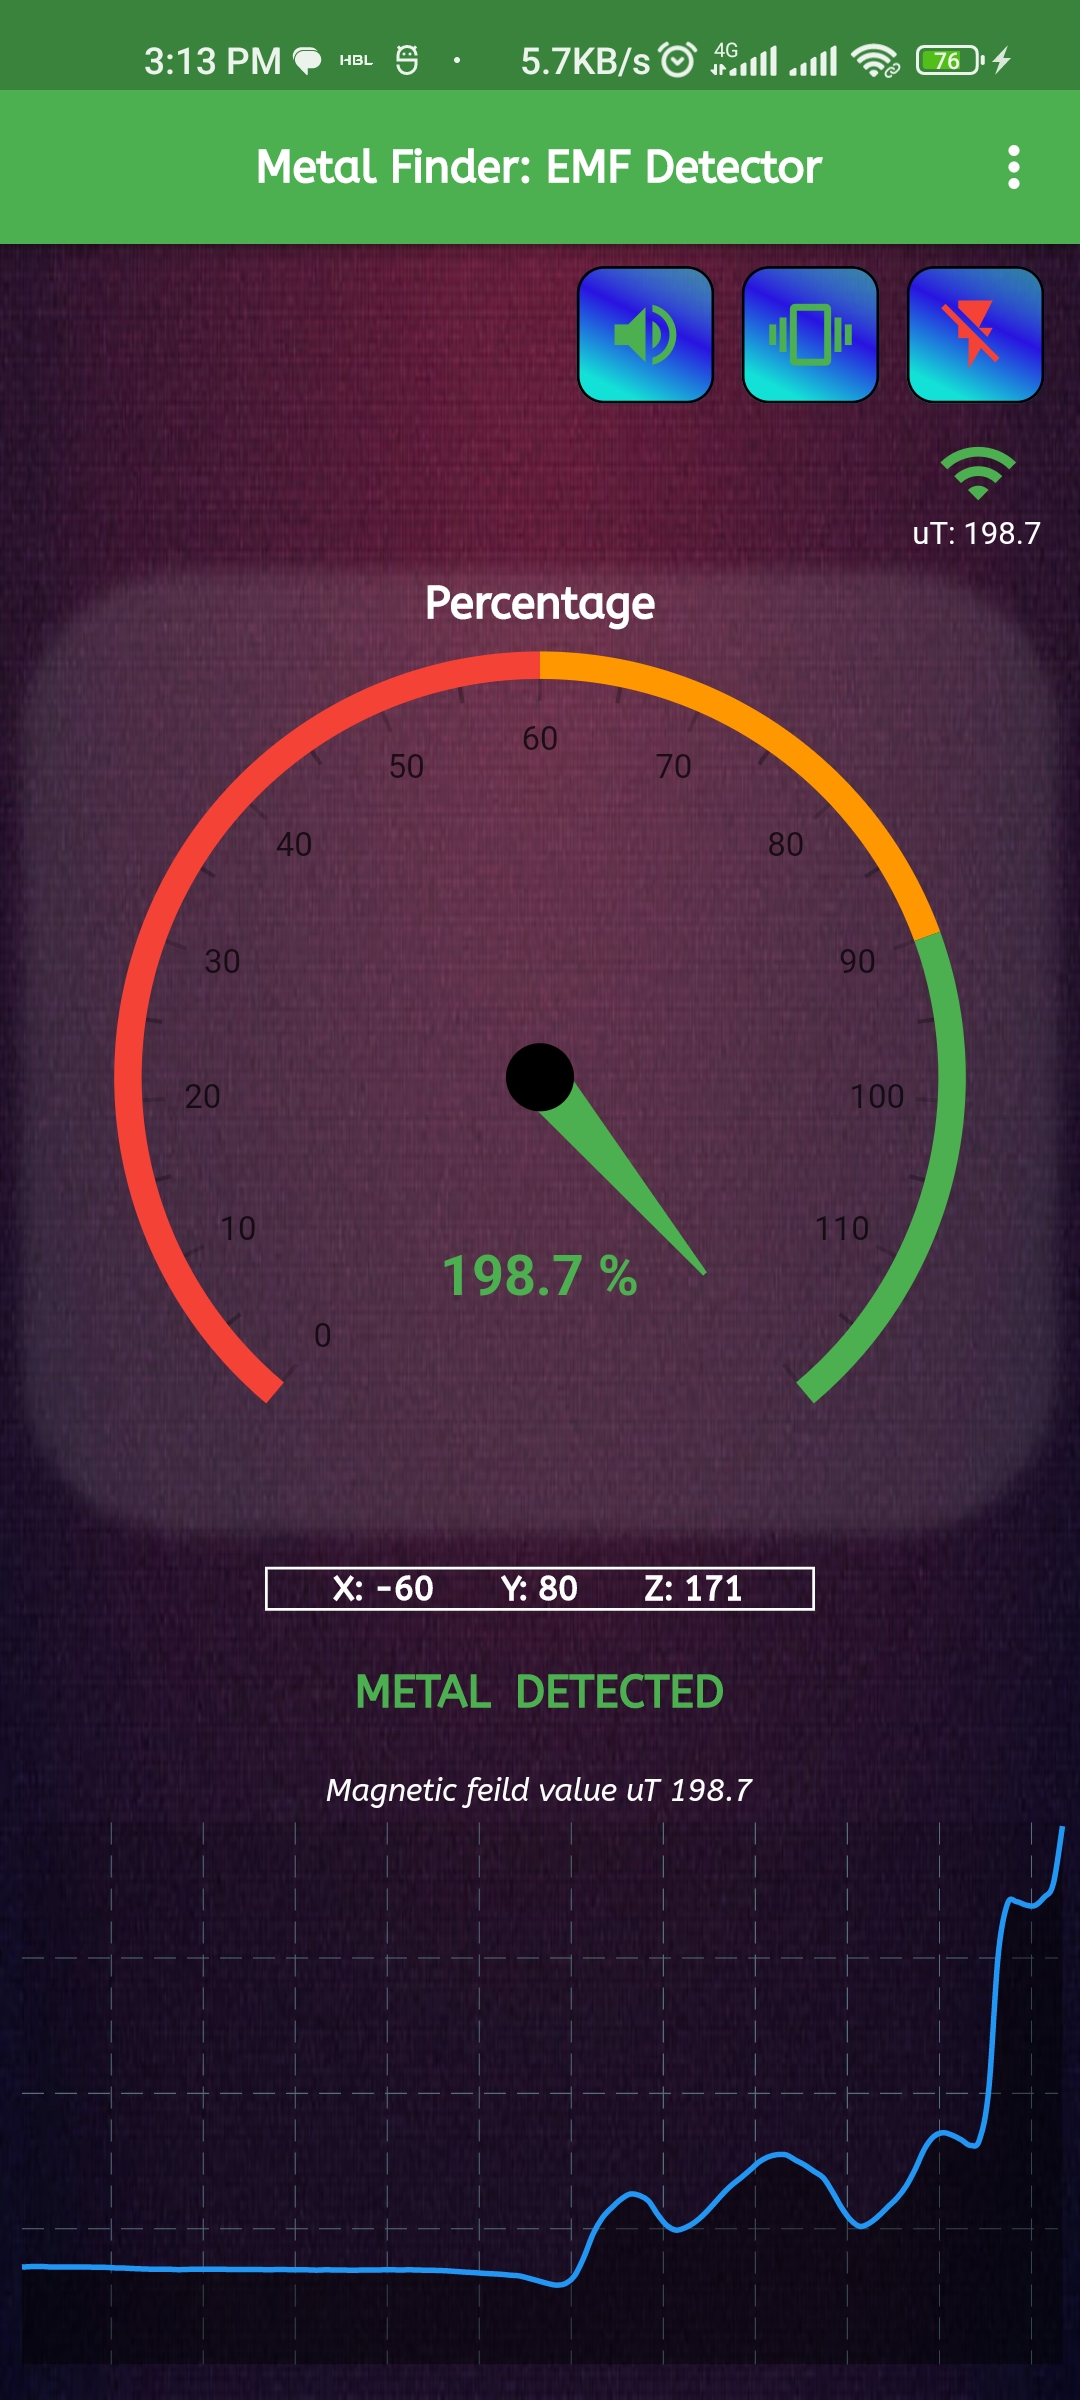 3:13 PM HBL 5.7KB/s 4G 76
Metal Finder: EMF Detector
uT: 198.7
Percentage
60
50 70
40 80
30 90
20 100
10 110
198.7 %
0
X: -60 Y: 80 Z: 171
METAL DETECTED
Magnetic feild value uT 198.7